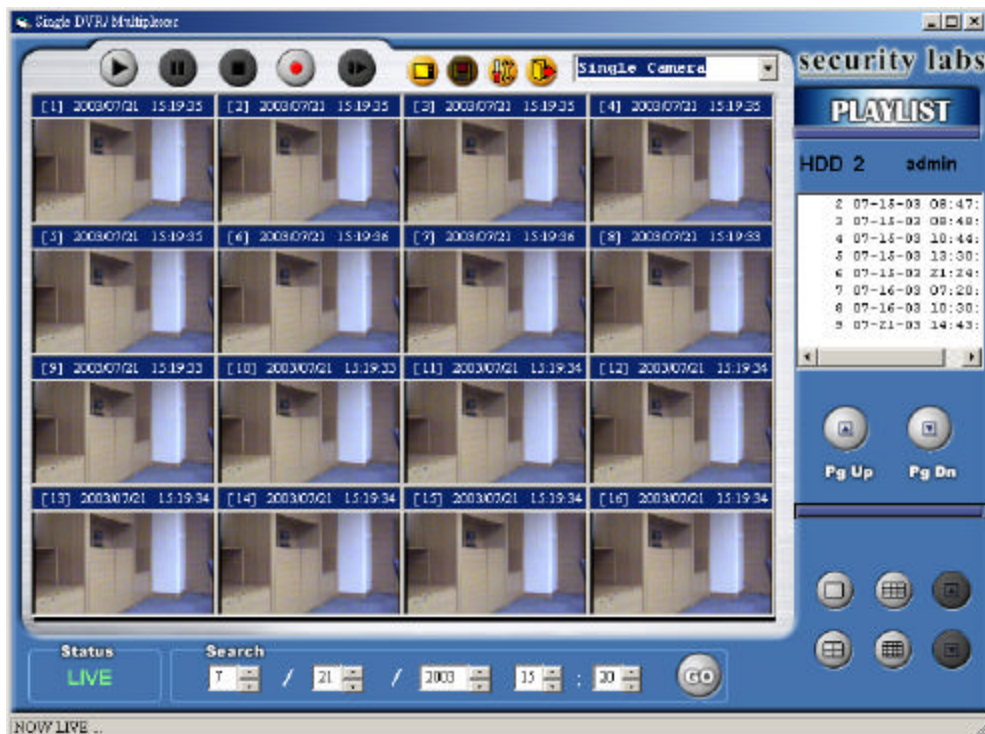 Single DVR/ Multiplexer
Single Camera
security labs
PLAYLIST
HDD 2 admin
[1] 2003/07/21 15:19:35
[2] 2003/07/21 15:19:35
[3] 2003/07/21 15:19:35
[4] 2003/07/21 15:19:35
[5] 2003/07/21 15:19:35
[6] 2003/07/21 15:19:36
[7] 2003/07/21 15:19:36
[8] 2003/07/21 15:19:33
[9] 2003/07/21 15:19:33
[10] 2003/07/21 15:19:33
[11] 2003/07/21 15:19:34
[12] 2003/07/21 15:19:34
[13] 2003/07/21 15:19:34
[14] 2003/07/21 15:19:34
[15] 2003/07/21 15:19:34
[16] 2003/07/21 15:19:34
2 07-15-03 08:47:
3 07-15-03 08:48:
4 07-15-03 10:44:
5 07-15-03 13:30:
6 07-15-03 21:24:
7 07-16-03 07:20:
8 07-16-03 10:30:
9 07-21-03 14:43:
Pg Up Pg Dn
Status
LIVE
Search
7 / 21 / 2003 15 : 20 GO
NOW LIVE ...